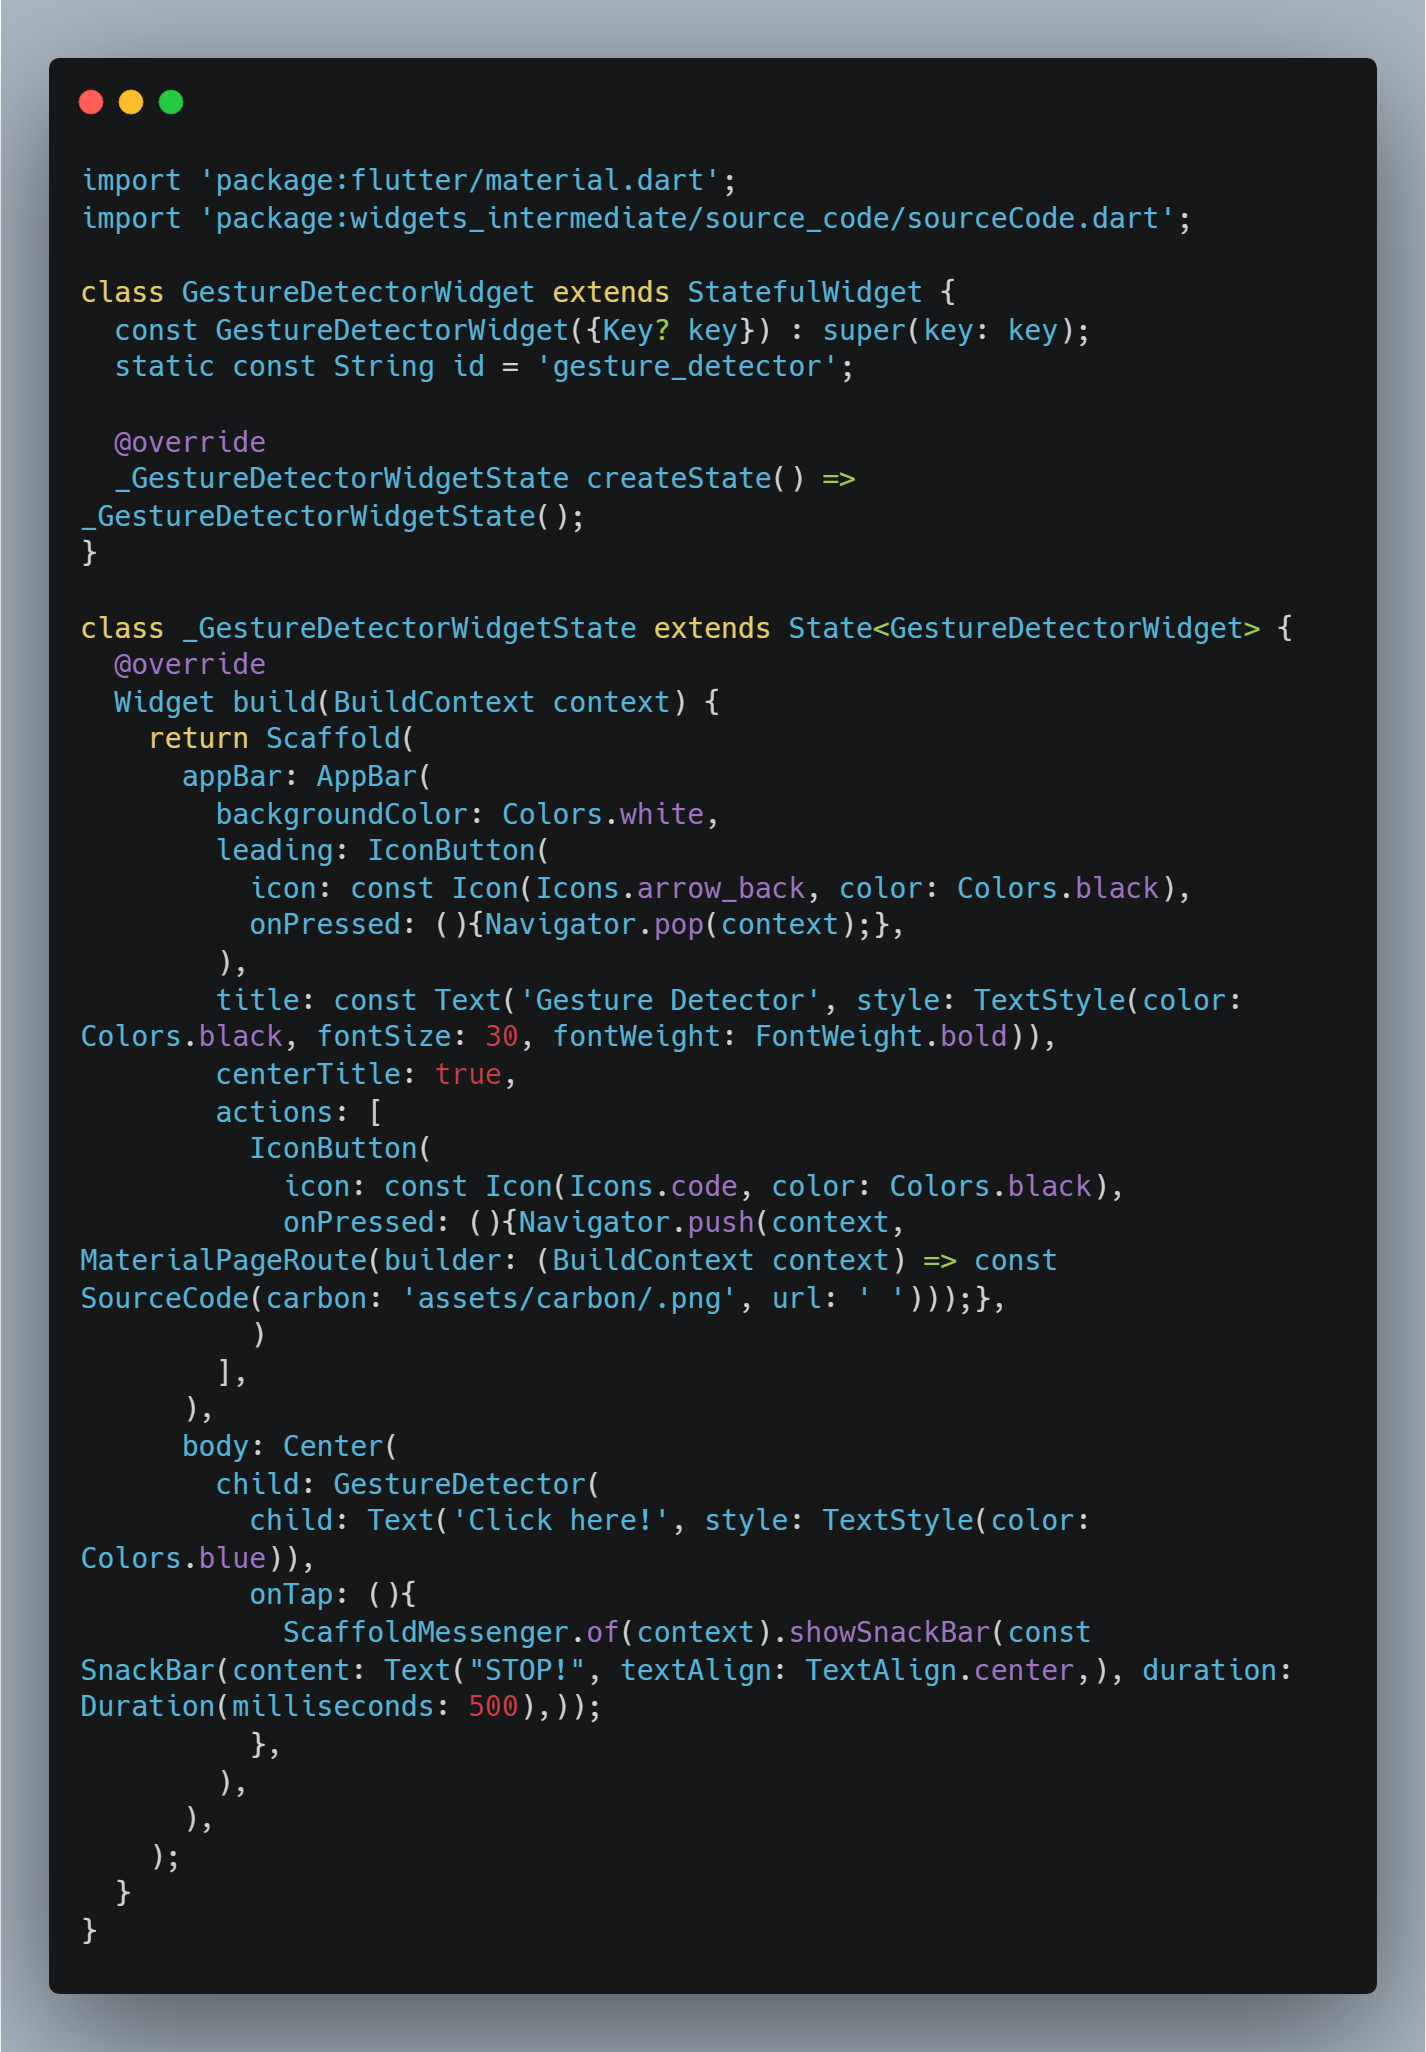 import 'package:flutter/material.dart';
import 'package:widgets_intermediate/source_code/sourceCode.dart';

class GestureDetectorWidget extends StatefulWidget {
  const GestureDetectorWidget({Key? key}) : super(key: key);
  static const String id = 'gesture_detector';

  @override
  _GestureDetectorWidgetState createState() =>
_GestureDetectorWidgetState();
}

class _GestureDetectorWidgetState extends State<GestureDetectorWidget> {
  @override
  Widget build(BuildContext context) {
    return Scaffold(
      appBar: AppBar(
        backgroundColor: Colors.white,
        leading: IconButton(
          icon: const Icon(Icons.arrow_back, color: Colors.black),
          onPressed: (){Navigator.pop(context);},
        ),
        title: const Text('Gesture Detector', style: TextStyle(color:
Colors.black, fontSize: 30, fontWeight: FontWeight.bold)),
        centerTitle: true,
        actions: [
          IconButton(
            icon: const Icon(Icons.code, color: Colors.black),
            onPressed: (){Navigator.push(context,
MaterialPageRoute(builder: (BuildContext context) => const
SourceCode(carbon: 'assets/carbon/.png', url: ' ')));},
          )
        ],
      ),
      body: Center(
        child: GestureDetector(
          child: Text('Click here!', style: TextStyle(color:
Colors.blue)),
          onTap: (){
            ScaffoldMessenger.of(context).showSnackBar(const
SnackBar(content: Text("STOP!", textAlign: TextAlign.center,), duration:
Duration(milliseconds: 500),));
          },
        ),
      ),
    );
  }
}